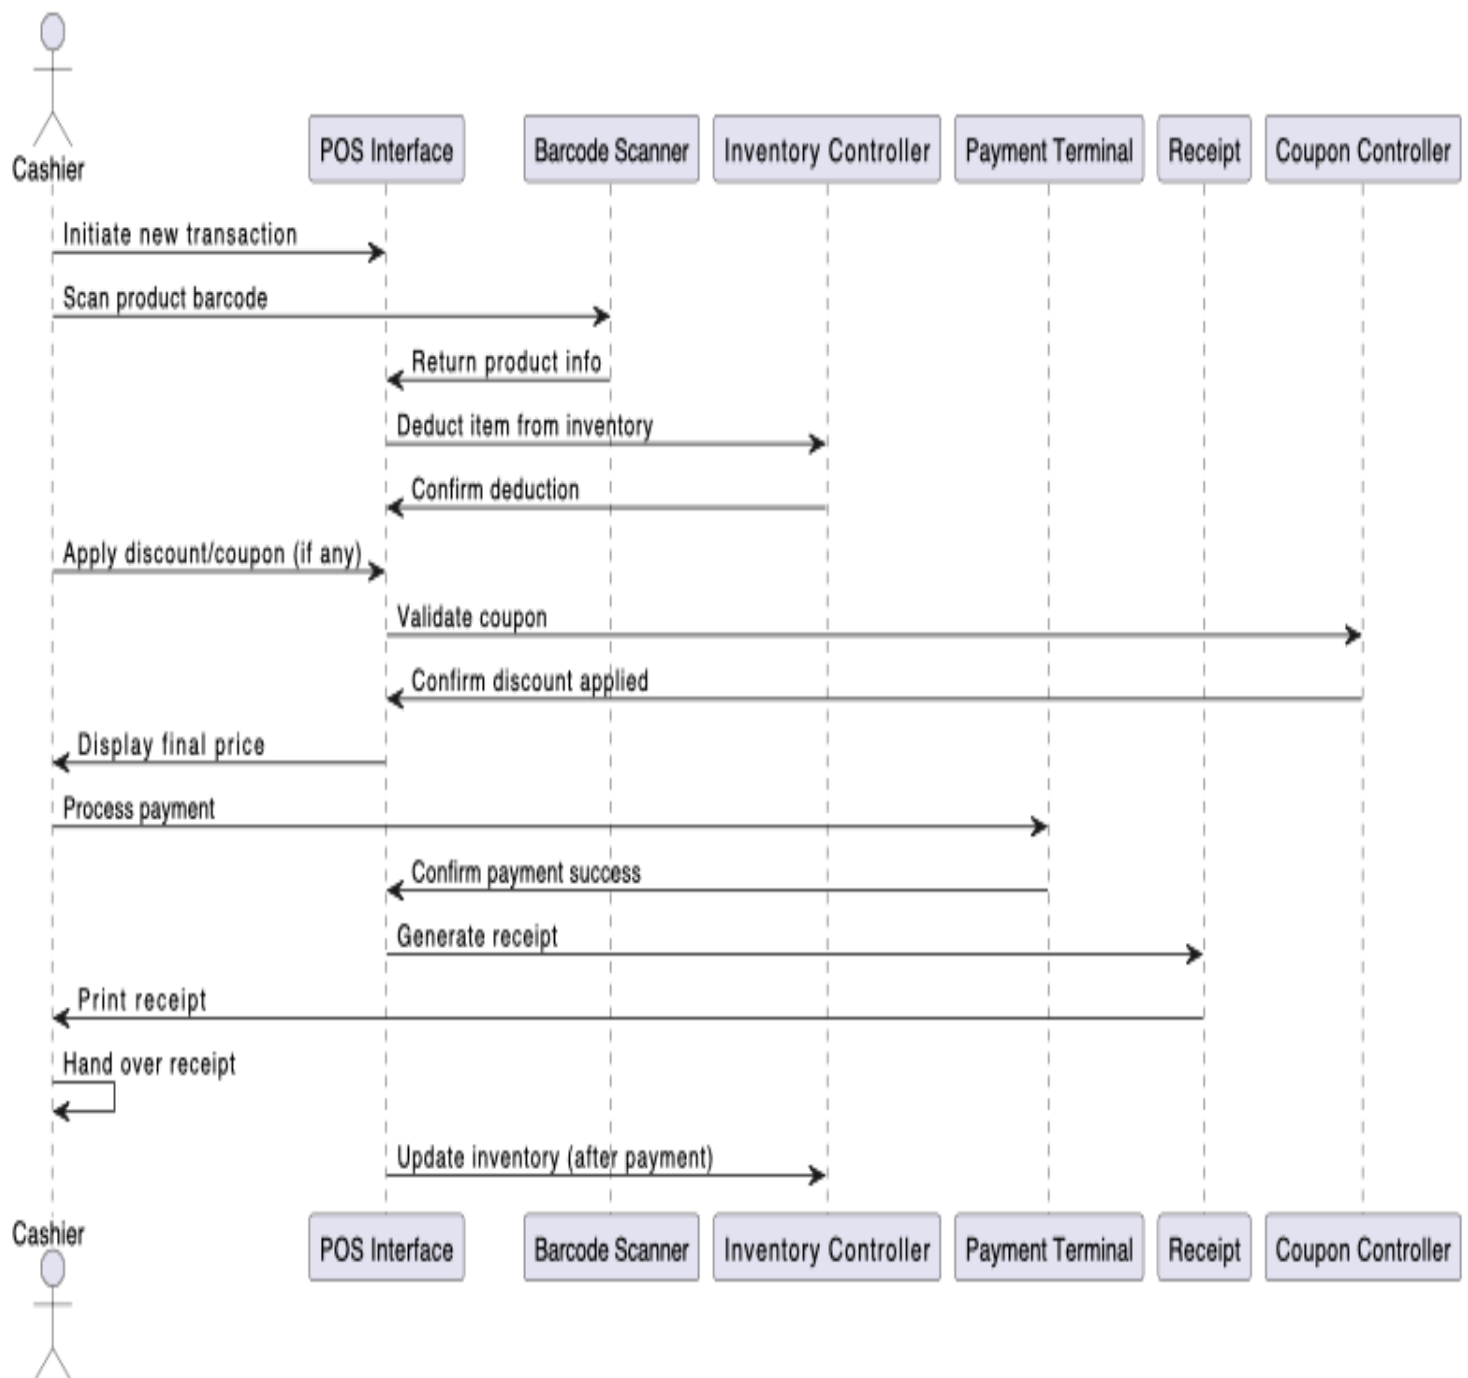 Cashier
POS Interface
Barcode Scanner
Inventory Controller
Payment Terminal
Receipt
Coupon Controller
Initiate new transaction
Scan product barcode
Return product info
Deduct item from inventory
Confirm deduction
Apply discount/coupon (if any)
Validate coupon
Confirm discount applied
Display final price
Process payment
Confirm payment success
Generate receipt
Print receipt
Hand over receipt
Update inventory (after payment)
Cashier
POS Interface
Barcode Scanner
Inventory Controller
Payment Terminal
Receipt
Coupon Controller